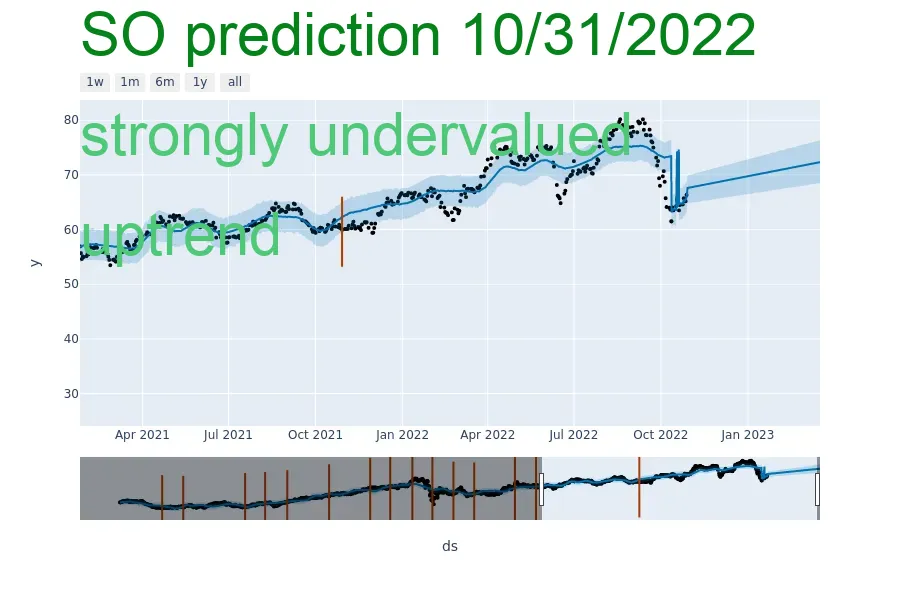 SO prediction 10/31/2022
1w 1m 6m 1y all
strongly undervalued
uptrend
80
70
60
50
40
30
y
Apr 2021 Jul 2021 Oct 2021 Jan 2022 Apr 2022 Jul 2022 Oct 2022 Jan 2023
ds